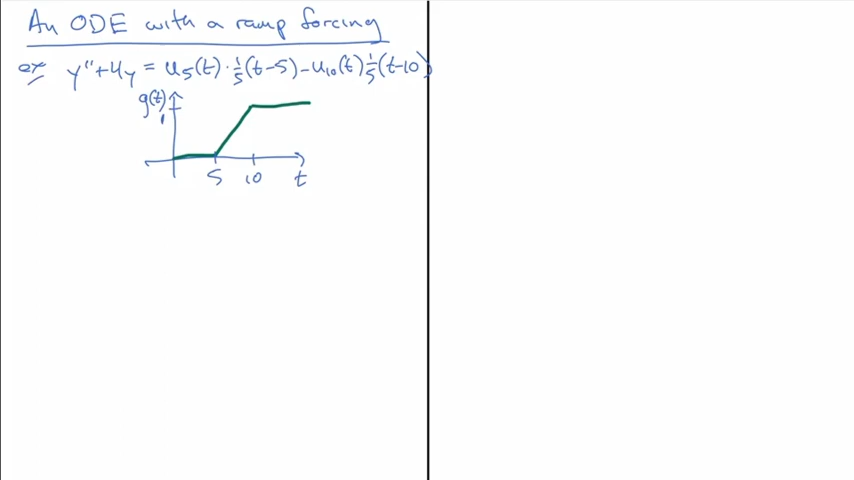 An ODE with a ramp forcing
ex y''+4y = u₅(t)·⅕(t-5)-u₁₀(t)⅕(t-10)
g(t)
1
5 10 t